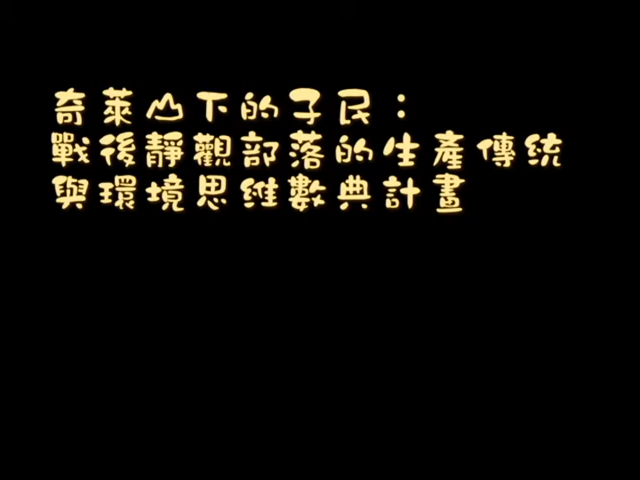 奇萊山下的子民：
戰後靜觀部落的生產傳統
與環境思維數典計畫